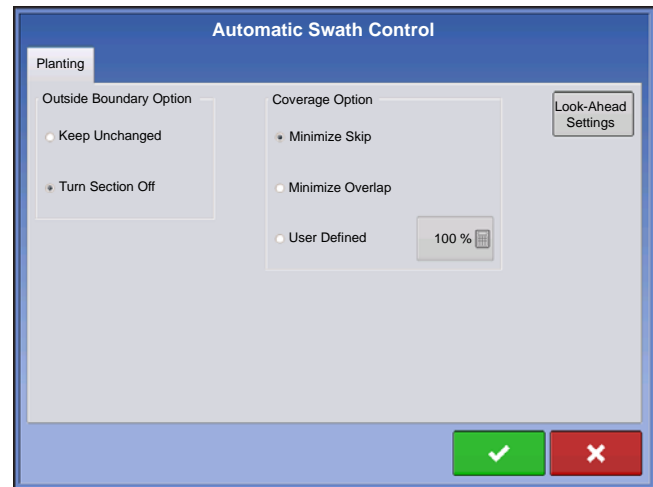 Automatic Swath Control
Planting
Outside Boundary Option
Keep Unchanged
Turn Section Off
Coverage Option
Minimize Skip
Minimize Overlap
User Defined
100 %
Look-Ahead
Settings